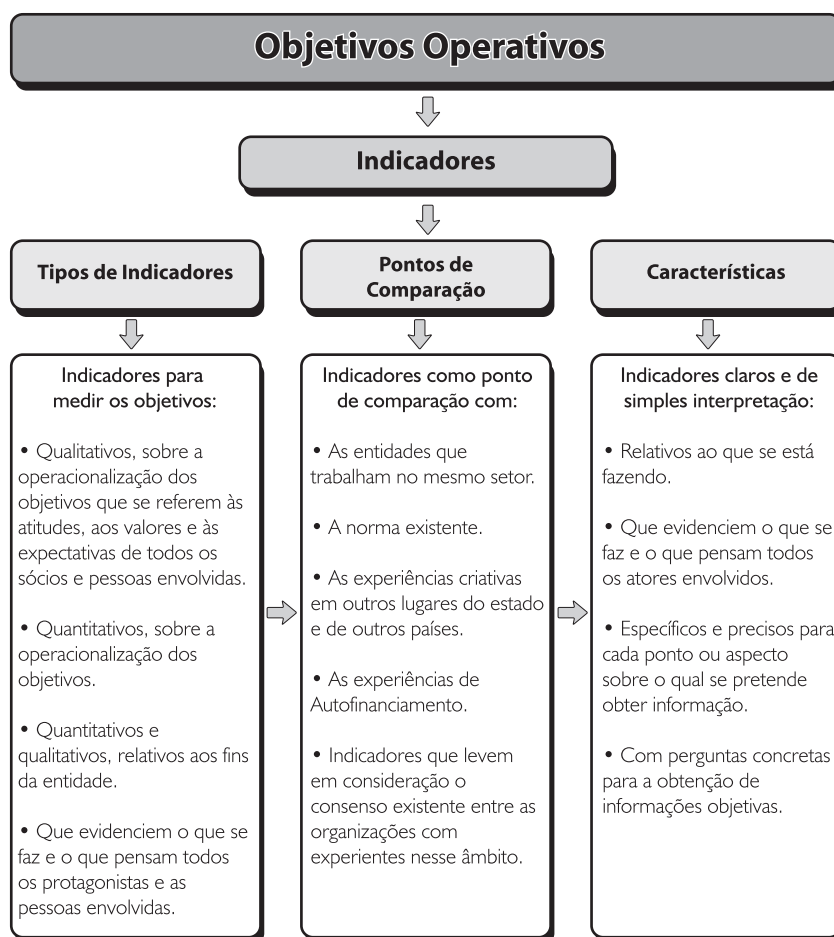 Objetivos Operativos
Indicadores
Tipos de Indicadores
Pontos de
Comparação
Características
Indicadores para
medir os objetivos:
• Qualitativos, sobre a
operacionalização dos
objetivos que se referem às
atitudes, aos valores e às
expectativas de todos os
sócios e pessoas envolvidas.
• Quantitativos, sobre a
operacionalização dos
objetivos.
• Quantitativos e
qualitativos, relativos aos fins
da entidade.
• Que evidenciem o que se
faz e o que pensam todos
os protagonistas e as
pessoas envolvidas.
Indicadores como ponto
de comparação com:
• As entidades que
trabalham no mesmo setor.
• A norma existente.
• As experiências criativas
em outros lugares do estado
e de outros países.
• As experiências de
Autofinanciamento.
• Indicadores que levem
em consideração o
consenso existente entre as
organizações com
experientes nesse âmbito.
Indicadores claros e de
simples interpretação:
• Relativos ao que se está
fazendo.
• Que evidenciem o que se
faz e o que pensam todos
os atores envolvidos.
• Específicos e precisos para
cada ponto ou aspecto
sobre o qual se pretende
obter informação.
• Com perguntas concretas
para a obtenção de
informações objetivas.